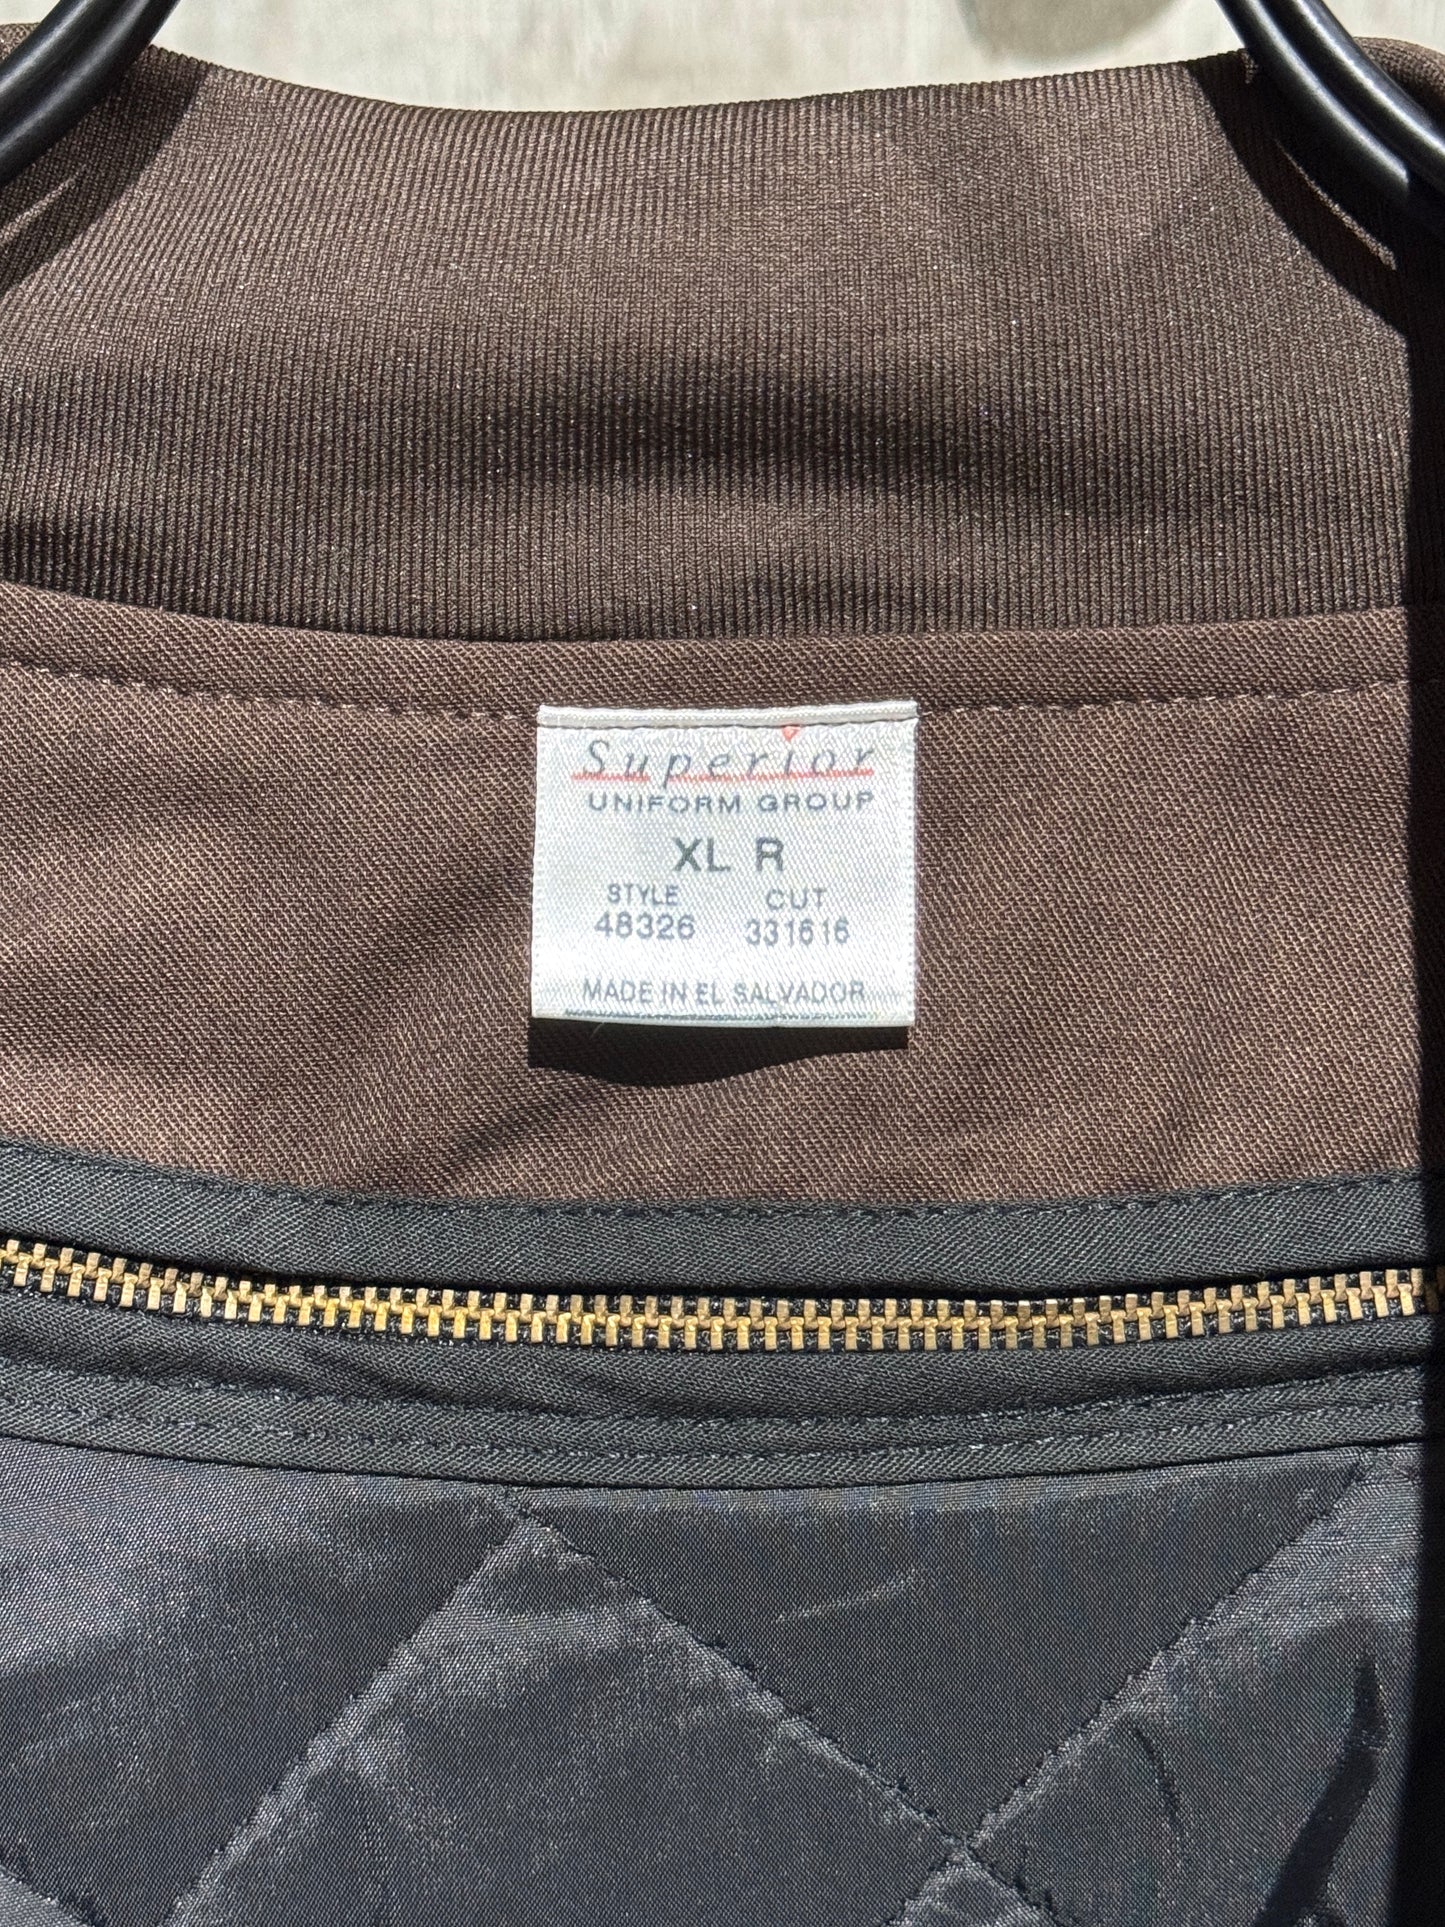 Superior
UNIFORM GROUP
XL R
STYLE CUT
48326 331616
MADE IN EL SALVADOR